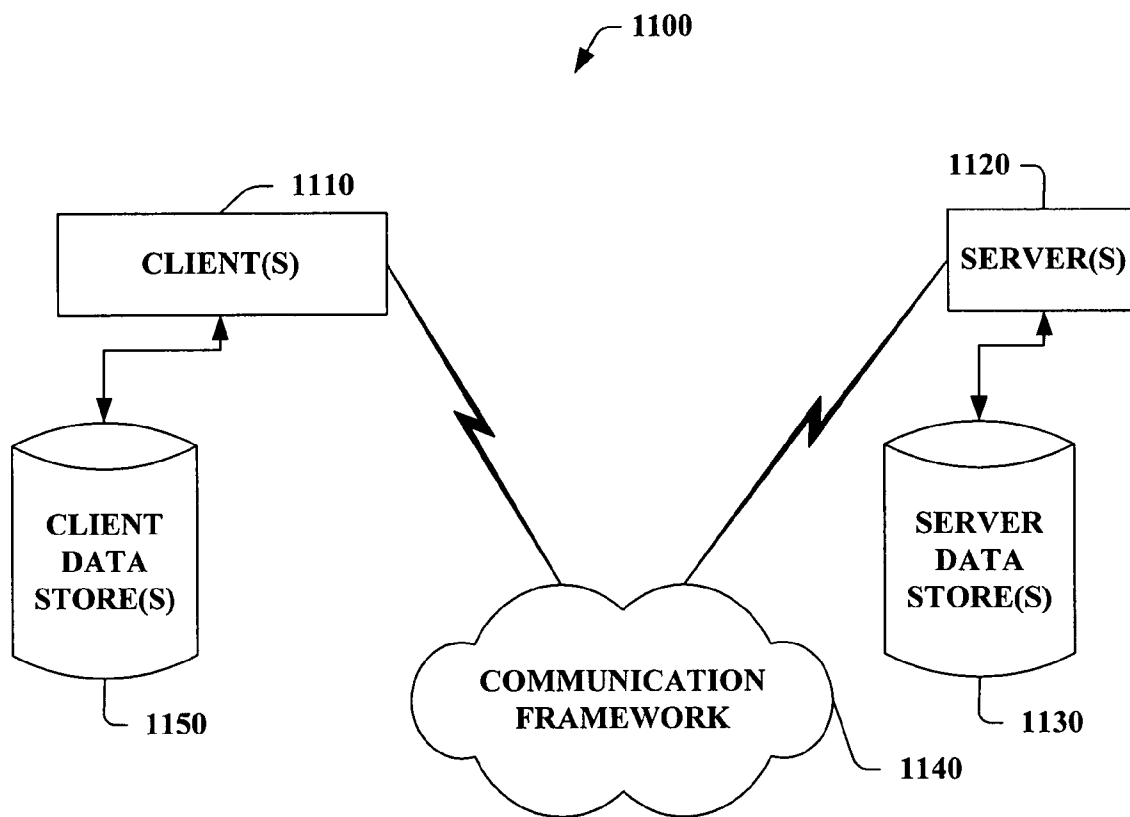 1100
1110
1120
CLIENT(S)
SERVER(S)
CLIENT
DATA
STORE(S)
SERVER
DATA
STORE(S)
COMMUNICATION
FRAMEWORK
1150
1130
1140